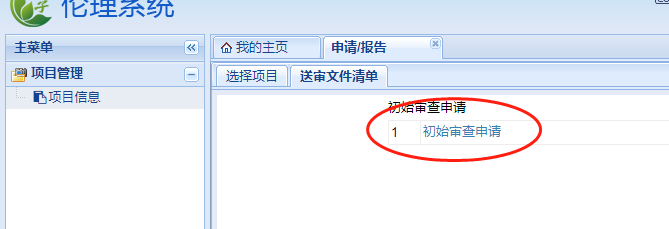 伦理系统
主菜单
我的主页
申请/报告
项目管理
选择项目
送审文件清单
项目信息
初始审查申请
1 初始审查申请